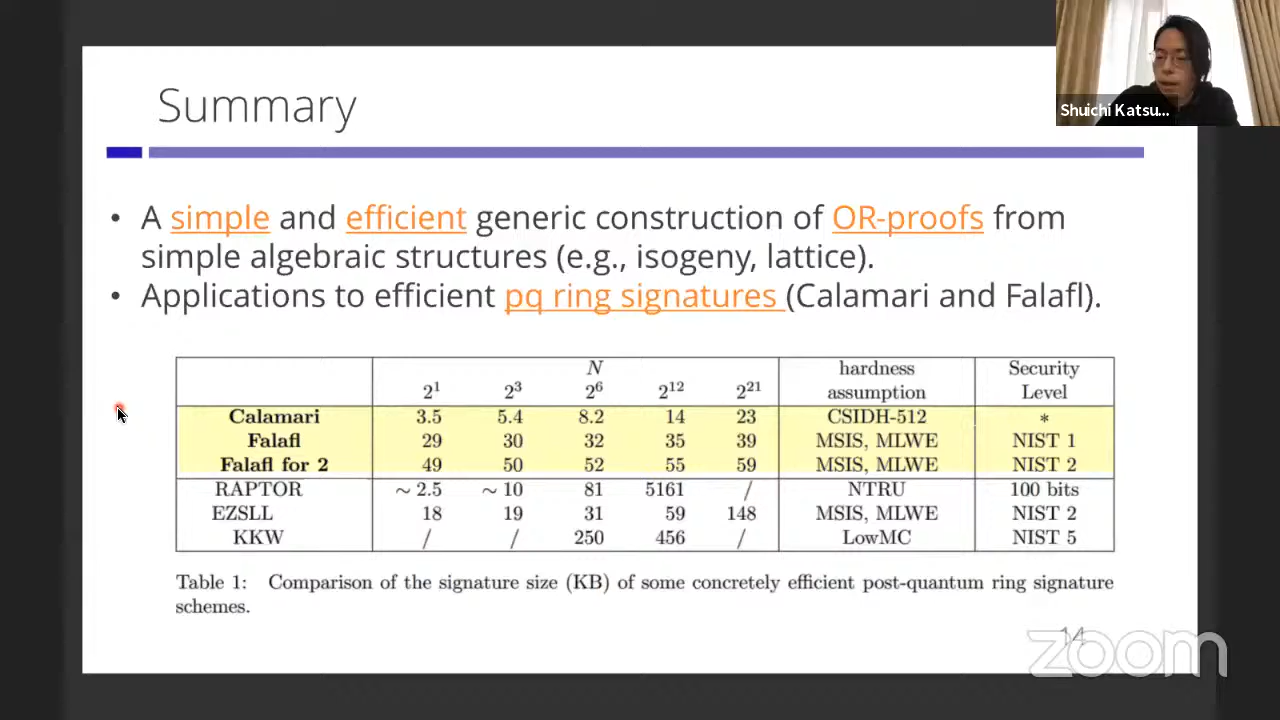 Shuichi Katsu...
Summary
• A simple and efficient generic construction of OR-proofs from
simple algebraic structures (e.g., isogeny, lattice).
• Applications to efficient pq ring signatures (Calamari and Falafl).
N hardness Security
2^1 2^3 2^6 2^12 2^21 assumption Level
Calamari 3.5 5.4 8.2 14 23 CSIDH-512 *
Falafl 29 30 32 35 39 MSIS, MLWE NIST 1
Falafl for 2 49 50 52 55 59 MSIS, MLWE NIST 2
RAPTOR ~ 2.5 ~ 10 81 5161 / NTRU 100 bits
EZSLL 18 19 31 59 148 MSIS, MLWE NIST 2
KKW / / 250 456 / LowMC NIST 5
Table 1: Comparison of the signature size (KB) of some concretely efficient post-quantum ring signature
schemes.
14
zoom